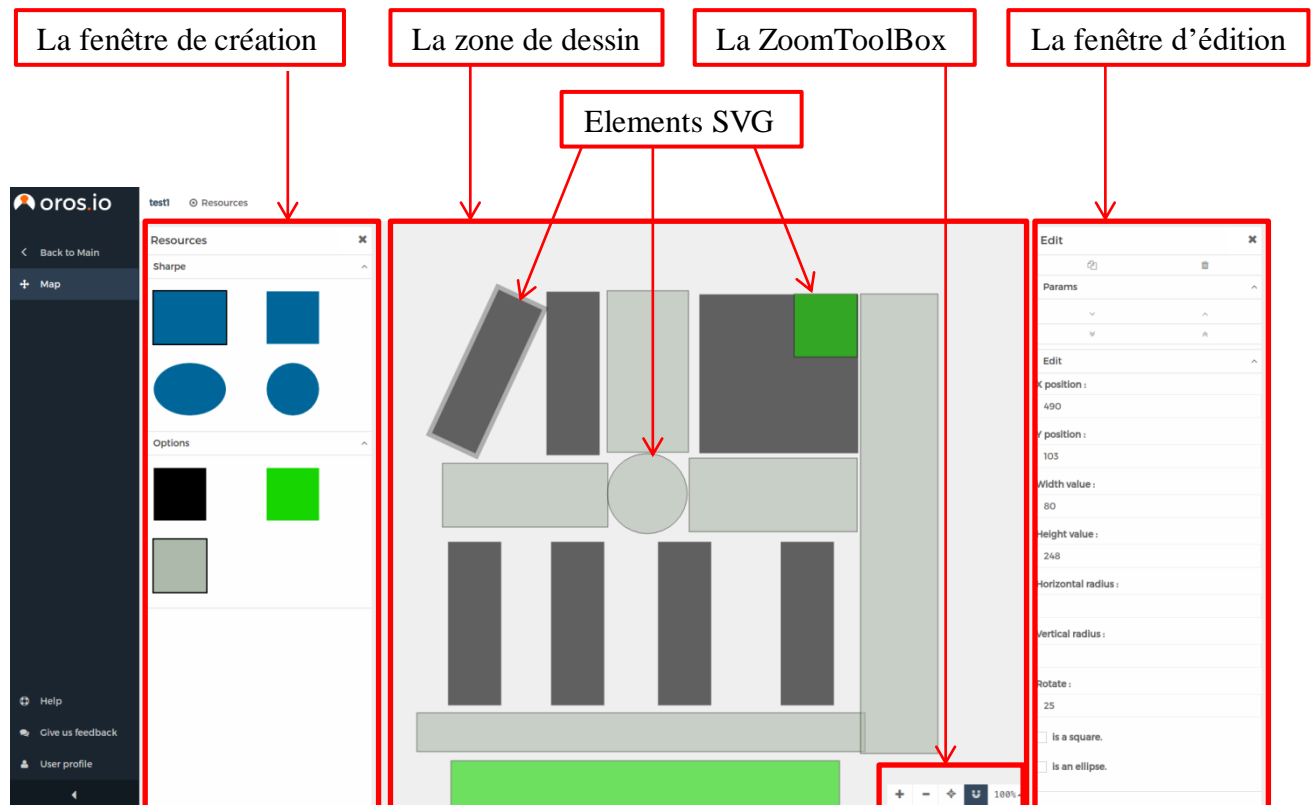 La fenêtre de création
La zone de dessin
La ZoomToolBox
La fenêtre d’édition
Elements SVG
oros.io
test1
Resources
Back to Main
Map
Help
Give us feedback
User profile
Resources
Sharpe
Options
100%
Edit
Params
Edit
X position :
490
Y position :
103
Width value :
80
Height value :
248
Horizontal radius :
Vertical radius :
Rotate :
25
is a square.
is an ellipse.